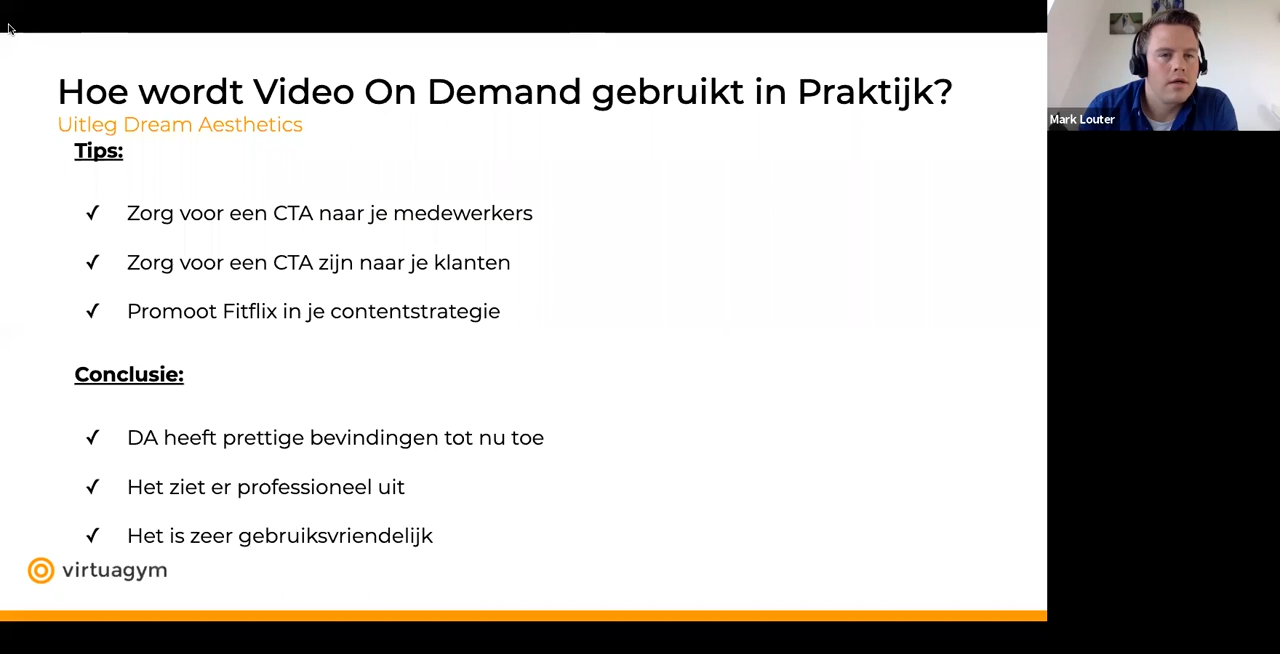 Hoe wordt Video On Demand gebruikt in Praktijk?
Uitleg Dream Aesthetics
Tips:
✓ Zorg voor een CTA naar je medewerkers
✓ Zorg voor een CTA zijn naar je klanten
✓ Promoot Fitflix in je contentstrategie
Conclusie:
✓ DA heeft prettige bevindingen tot nu toe
✓ Het ziet er professioneel uit
✓ Het is zeer gebruiksvriendelijk
virtuagym
Mark Louter